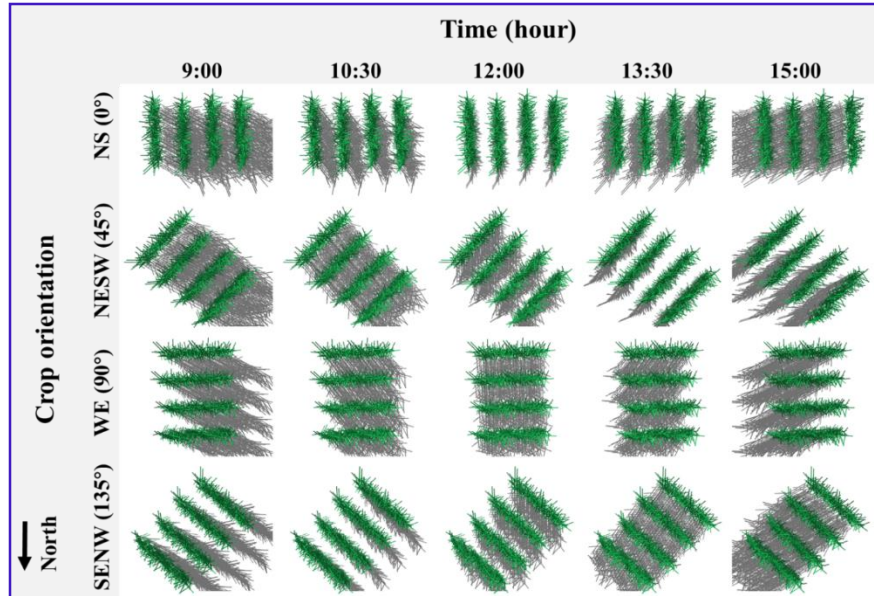 Time (hour)
9:00 10:30 12:00 13:30 15:00
Crop orientation
NS (0°)
NESW (45°)
WE (90°)
SENW (135°)
North